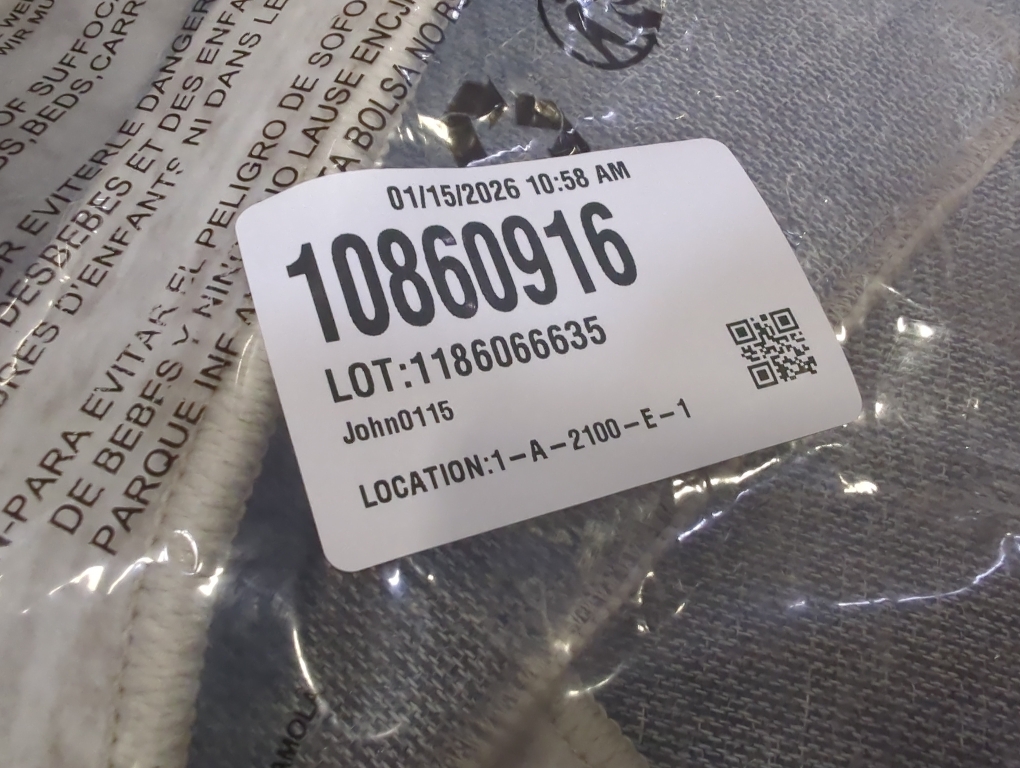 01/15/2026 10:58 AM
10860916
LOT:1186066635
John0115
LOCATION:1-A-2100-E-1
OF SUFFOC
BEDS,CARR
EVITERLE DANGER
BEBES ET DES ENFA
D'ENFANTS NI DANS LE
-PARA EVITAR EL PELIGRO DE SOFO
DE BEBES Y NIN
PARQUE INF
A BOLSA NO